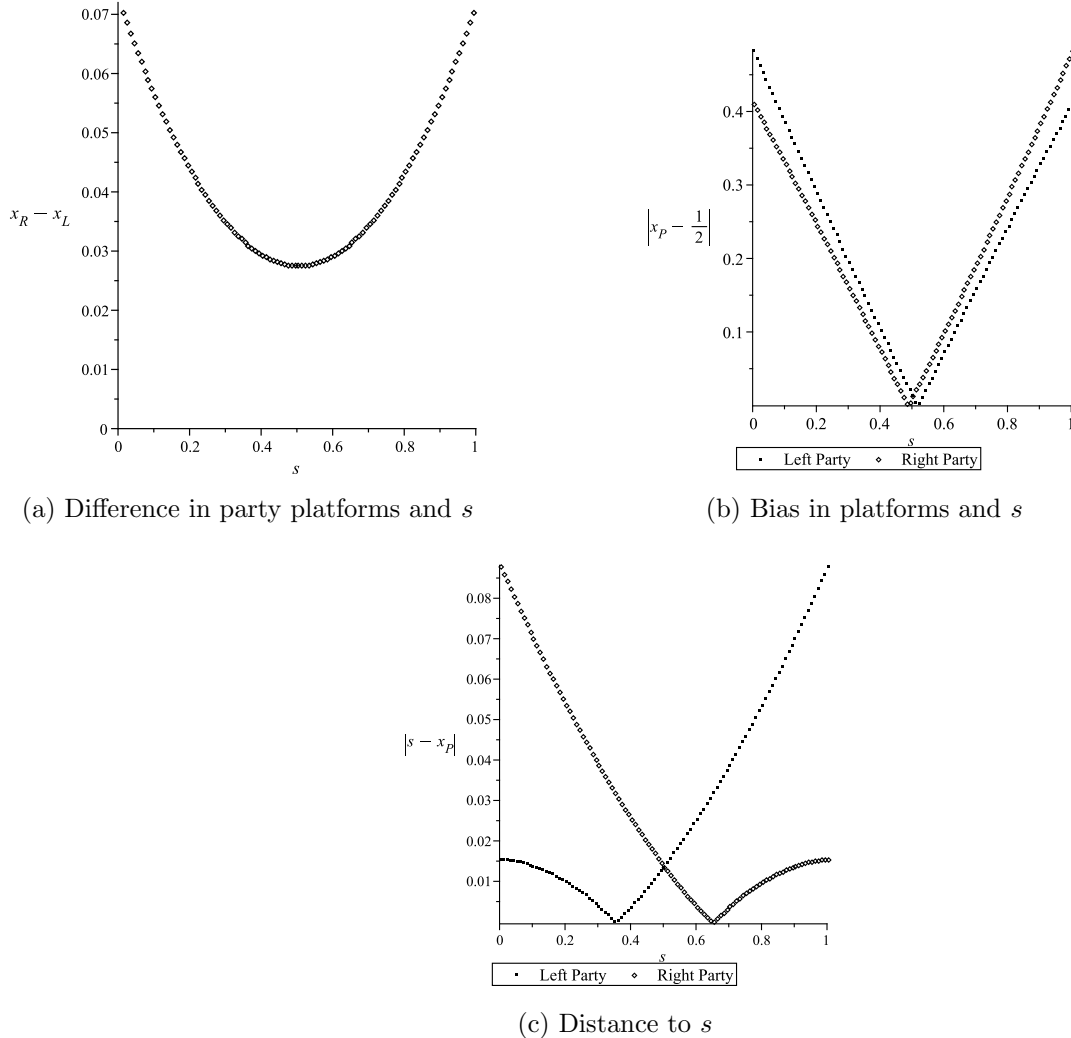 0.07
0.06
0.05
0.04
x_R − x_L
0.03
0.02
0.01
0
0 0.2 0.4 0.6 0.8 1
s
(a) Difference in party platforms and s
0.4
0.3
|x_P − 1/2|
0.2
0.1
0 0.2 0.4 0.6 0.8 1
s
Left Party Right Party
(b) Bias in platforms and s
0.08
0.07
0.06
0.05
|s − x_P|
0.04
0.03
0.02
0.01
0 0.2 0.4 0.6 0.8 1
s
Left Party Right Party
(c) Distance to s